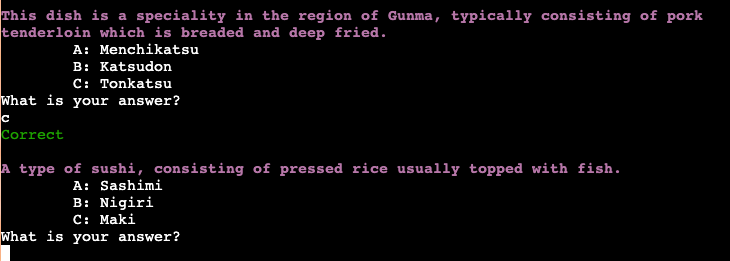 This dish is a speciality in the region of Gunma, typically consisting of pork
tenderloin which is breaded and deep fried.
A: Menchikatsu
B: Katsudon
C: Tonkatsu
What is your answer?
c
Correct
A type of sushi, consisting of pressed rice usually topped with fish.
A: Sashimi
B: Nigiri
C: Maki
What is your answer?